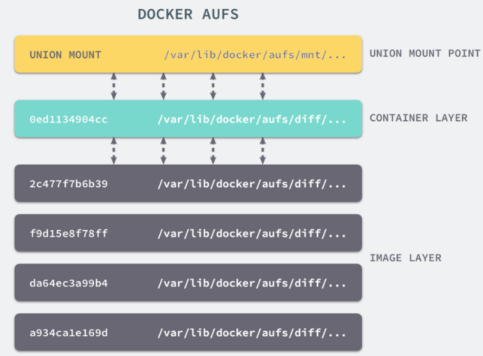 DOCKER AUFS
UNION MOUNT /var/lib/docker/aufs/mnt/... UNION MOUNT POINT
0ed1134904cc /var/lib/docker/aufs/diff/... CONTAINER LAYER
2c477f7b6b39 /var/lib/docker/aufs/diff/...
f9d15e8f78ff /var/lib/docker/aufs/diff/...
IMAGE LAYER
da64ec3a99b4 /var/lib/docker/aufs/diff/...
a934ca1e169d /var/lib/docker/aufs/diff/...